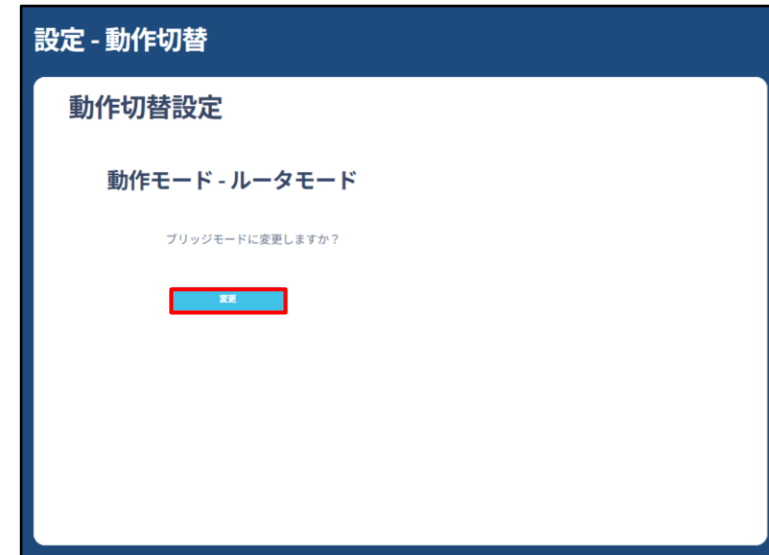 設定 - 動作切替
動作切替設定
動作モード - ルータモード
ブリッジモードに変更しますか？
変更